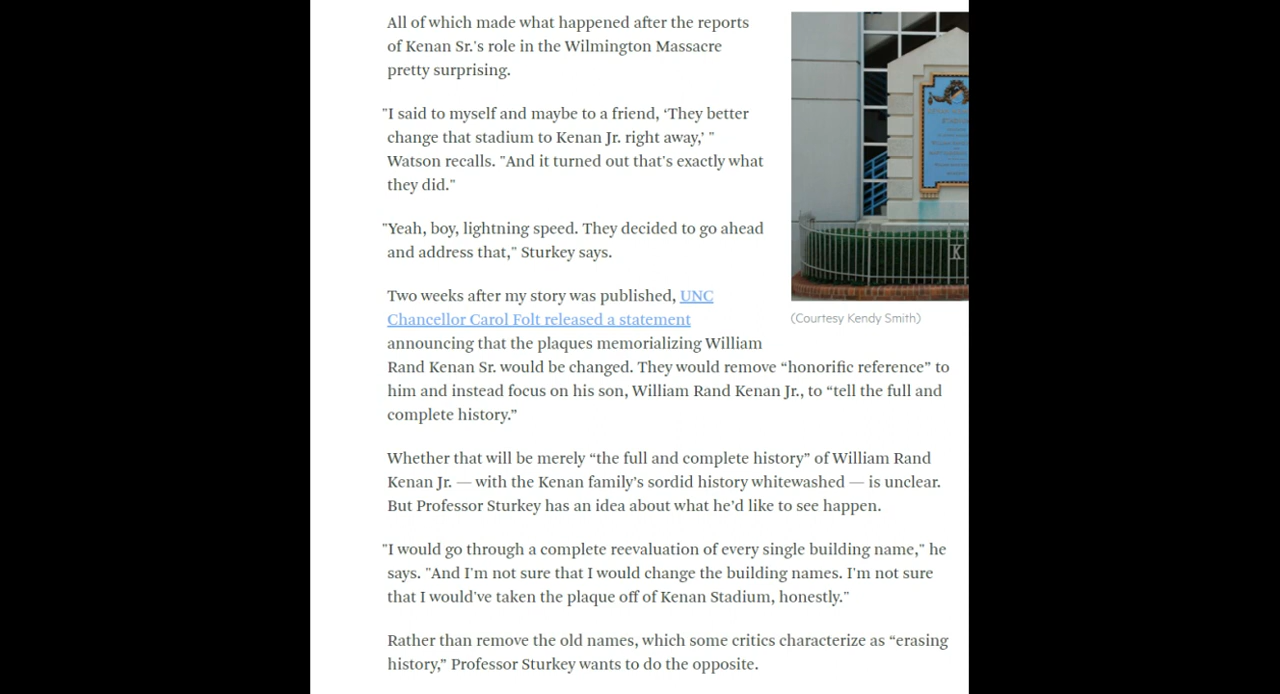 All of which made what happened after the reports
of Kenan Sr.'s role in the Wilmington Massacre
pretty surprising.
"I said to myself and maybe to a friend, ‘They better
change that stadium to Kenan Jr. right away,’ "
Watson recalls. "And it turned out that's exactly what
they did."
"Yeah, boy, lightning speed. They decided to go ahead
and address that," Sturkey says.
Two weeks after my story was published, UNC
Chancellor Carol Folt released a statement
announcing that the plaques memorializing William
Rand Kenan Sr. would be changed. They would remove “honorific reference” to
him and instead focus on his son, William Rand Kenan Jr., to “tell the full and
complete history.”
Whether that will be merely “the full and complete history” of William Rand
Kenan Jr. — with the Kenan family’s sordid history whitewashed — is unclear.
But Professor Sturkey has an idea about what he’d like to see happen.
"I would go through a complete reevaluation of every single building name," he
says. "And I'm not sure that I would change the building names. I'm not sure
that I would've taken the plaque off of Kenan Stadium, honestly."
Rather than remove the old names, which some critics characterize as “erasing
history,” Professor Sturkey wants to do the opposite.
K
(Courtesy Kendy Smith)